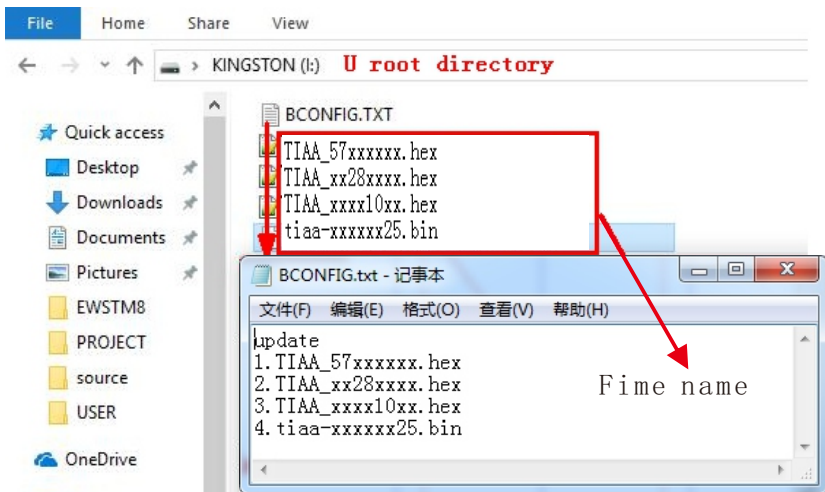 File Home Share View
KINGSTON (I:) U root directory
Quick access
Desktop
Downloads
Documents
Pictures
EWSTM8
PROJECT
source
USER
OneDrive
BCONFIG.TXT
TIAA_57xxxxxx.hex
TIAA_xx28xxxx.hex
TIAA_xxxx10xx.hex
tiaa-xxxxxx25.bin
BCONFIG.txt - 记事本
文件(F) 编辑(E) 格式(O) 查看(V) 帮助(H)
update
1.TIAA_57xxxxxx.hex
2.TIAA_xx28xxxx.hex
3.TIAA_xxxx10xx.hex
4.tiaa-xxxxxx25.bin
Fime name